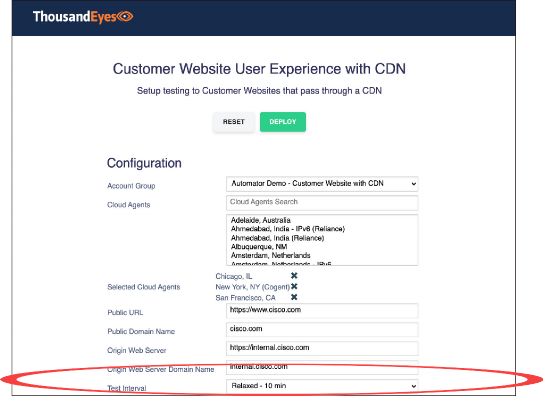 ThousandEyes
Customer Website User Experience with CDN
Setup testing to Customer Websites that pass through a CDN
RESET DEPLOY
Configuration
Account Group Automator Demo - Customer Website with CDN
Cloud Agents Cloud Agents Search
Adelaide, Australia
Ahmedabad, India - IPv6 (Reliance)
Ahmedabad, India (Reliance)
Albuquerque, NM
Amsterdam, Netherlands
Amsterdam, Netherlands - IPv6
Selected Cloud Agents
Chicago, IL ✖
New York, NY (Cogent) ✖
San Francisco, CA ✖
Public URL https://www.cisco.com
Public Domain Name cisco.com
Origin Web Server https://internal.cisco.com
Origin Web Server Domain Name internal.cisco.com
Test Interval Relaxed - 10 min